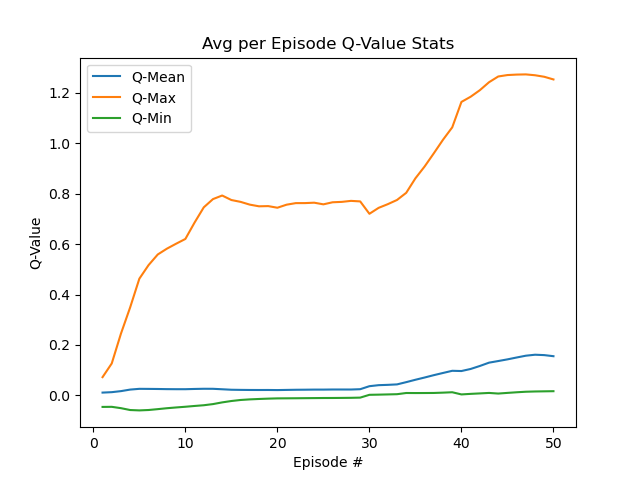 Avg per Episode Q-Value Stats
Q-Mean
Q-Max
Q-Min
Q-Value
1.2
1.0
0.8
0.6
0.4
0.2
0.0
0 10 20 30 40 50
Episode #